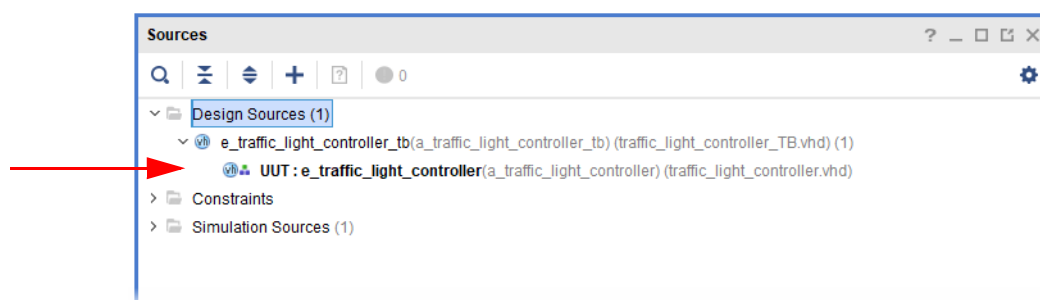 Sources
0
Design Sources (1)
e_traffic_light_controller_tb(a_traffic_light_controller_tb) (traffic_light_controller_TB.vhd) (1)
UUT : e_traffic_light_controller(a_traffic_light_controller) (traffic_light_controller.vhd)
Constraints
Simulation Sources (1)